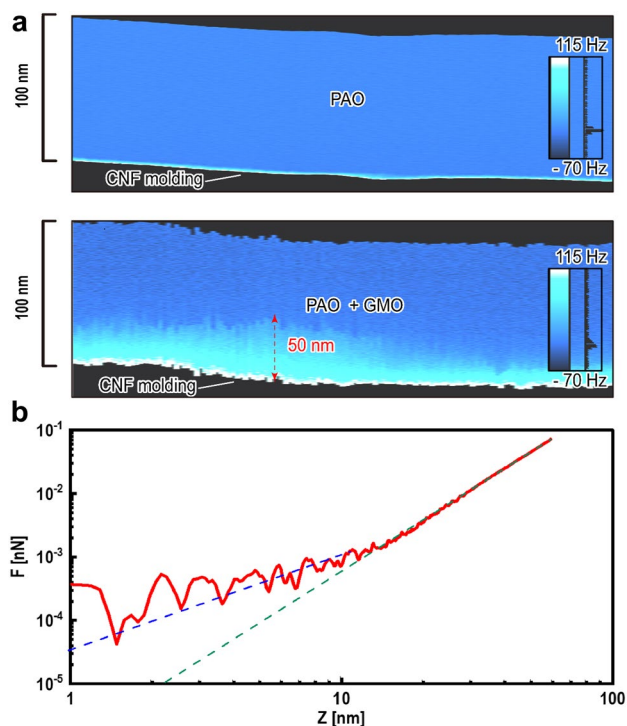 a
100 nm
PAO
CNF molding
115 Hz
- 70 Hz
100 nm
PAO + GMO
50 nm
CNF molding
115 Hz
- 70 Hz
b
F [nN]
10-1
10-2
10-3
10-4
10-5
1
10
100
Z [nm]